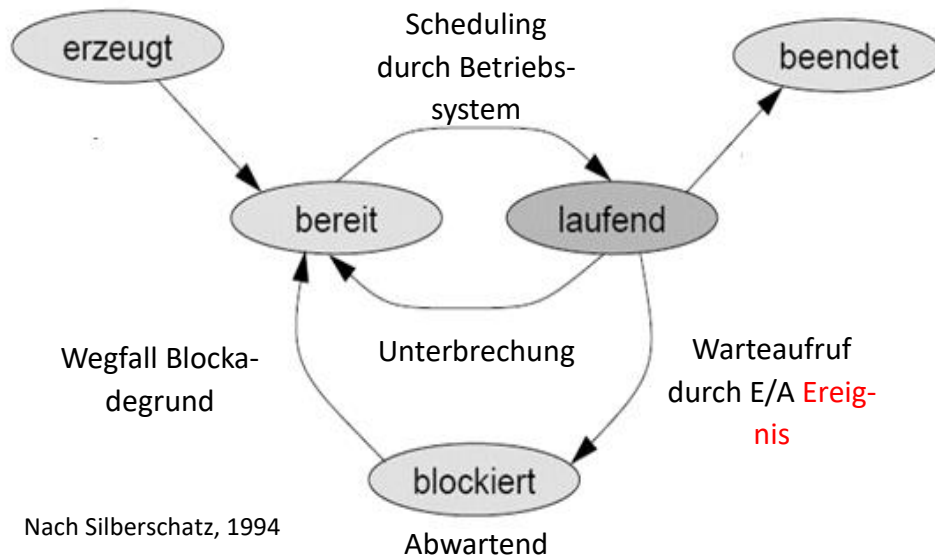 erzeugt
Scheduling
durch Betriebs-
system
beendet
bereit
laufend
Wegfall Blocka-
degrund
Unterbrechung
Warteaufruf
durch E/A Ereig-
nis
blockiert
Nach Silberschatz, 1994
Abwartend